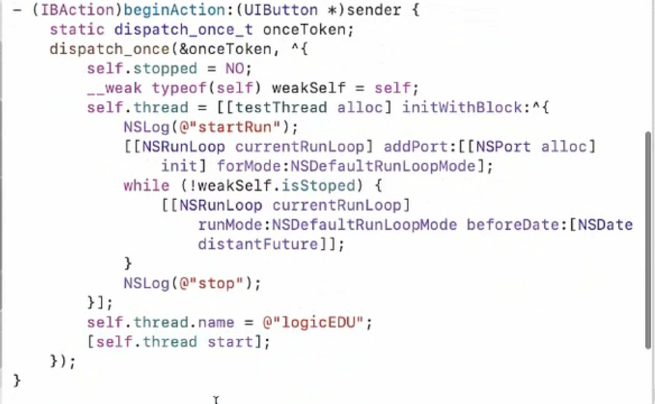 - (IBAction)beginAction:(UIButton *)sender {
static dispatch_once_t onceToken;
dispatch_once(&onceToken, ^{
self.stopped = NO;
__weak typeof(self) weakSelf = self;
self.thread = [[testThread alloc] initWithBlock:^{
NSLog(@"startRun");
[[NSRunLoop currentRunLoop] addPort:[[NSPort alloc]
init] forMode:NSDefaultRunLoopMode];
while (!weakSelf.isStoped) {
[[NSRunLoop currentRunLoop]
runMode:NSDefaultRunLoopMode beforeDate:[NSDate
distantFuture]];
}
NSLog(@"stop");
}];
self.thread.name = @"logicEDU";
[self.thread start];
});
}